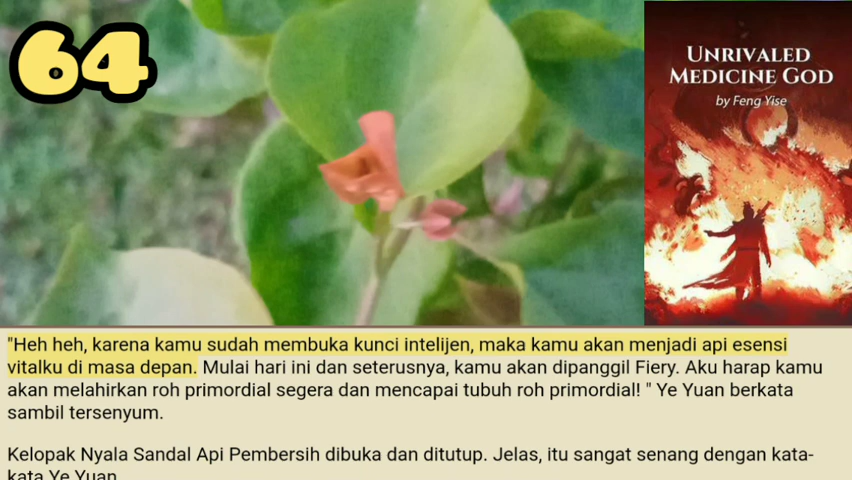 64
UNRIVALED
MEDICINE GOD
by Feng Yise
"Heh heh, karena kamu sudah membuka kunci intelijen, maka kamu akan menjadi api esensi
vitalku di masa depan. Mulai hari ini dan seterusnya, kamu akan dipanggil Fiery. Aku harap kamu
akan melahirkan roh primordial segera dan mencapai tubuh roh primordial! " Ye Yuan berkata
sambil tersenyum.
Kelopak Nyala Sandal Api Pembersih dibuka dan ditutup. Jelas, itu sangat senang dengan kata-
kata Ye Yuan.